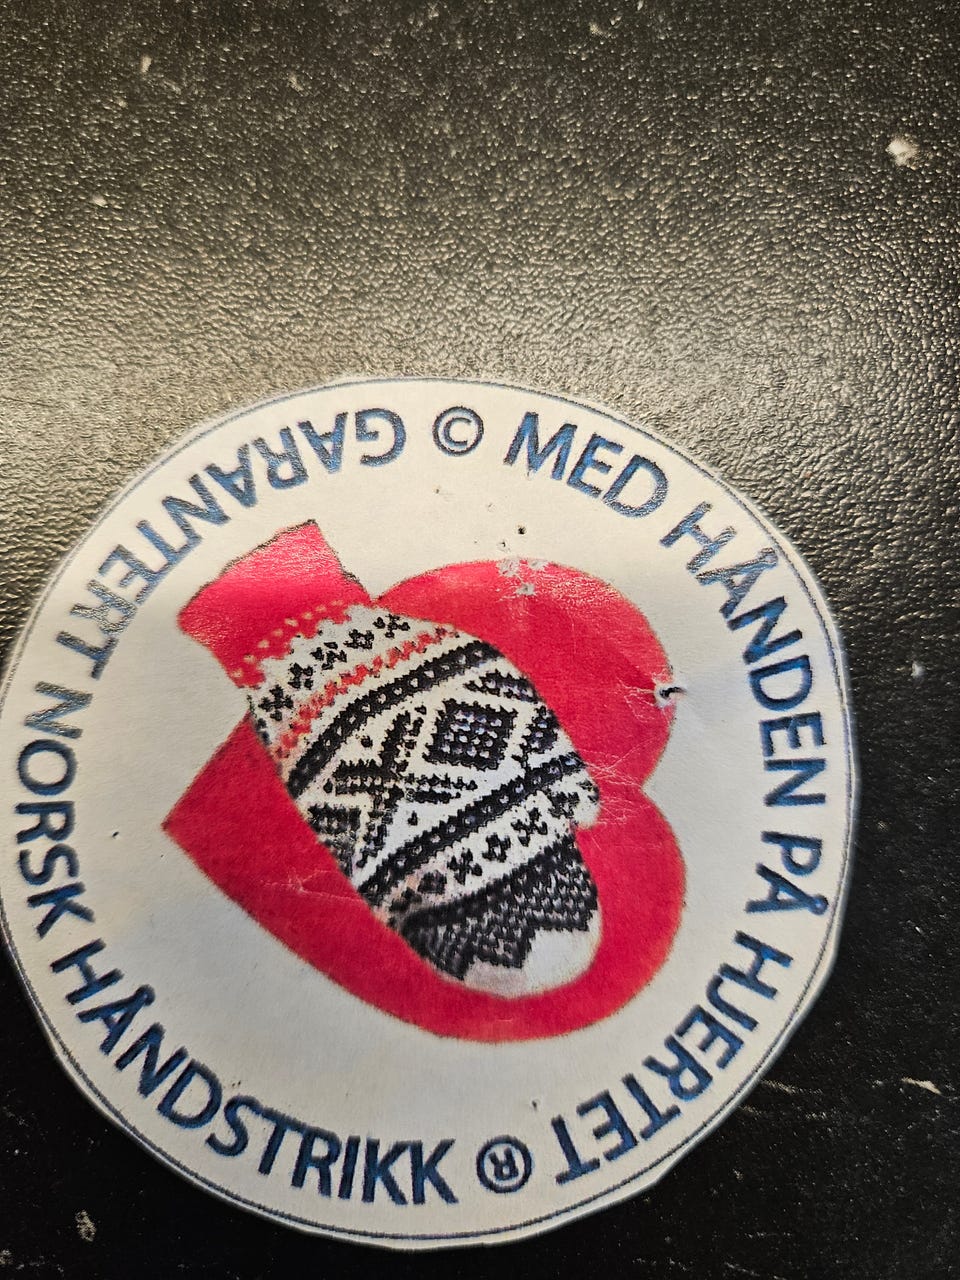 © MED HÅNDEN PÅ HJERTET ®
GARANTERT NORSK HÅNDSTRIKK